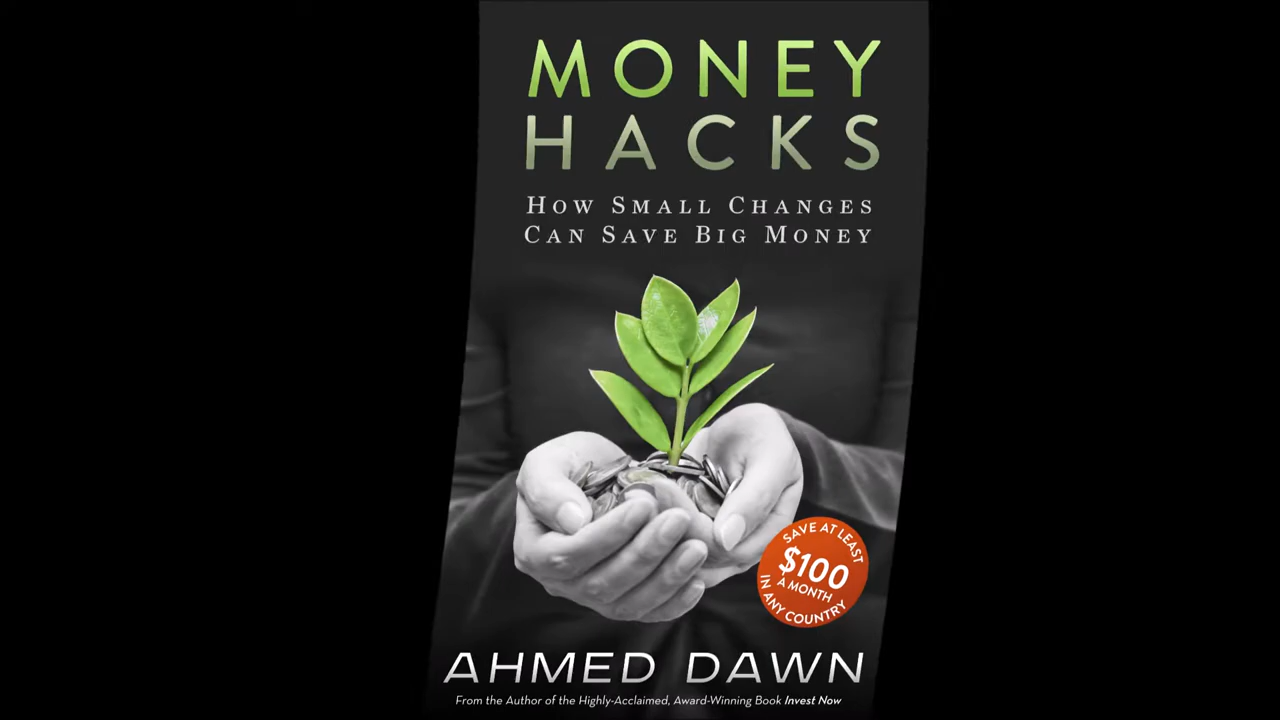 MONEY
HACKS
HOW SMALL CHANGES
CAN SAVE BIG MONEY
SAVE AT LEAST
$100
A MONTH
IN ANY COUNTRY
AHMED DAWN
From the Author of the Highly-Acclaimed, Award-Winning Book Invest Now